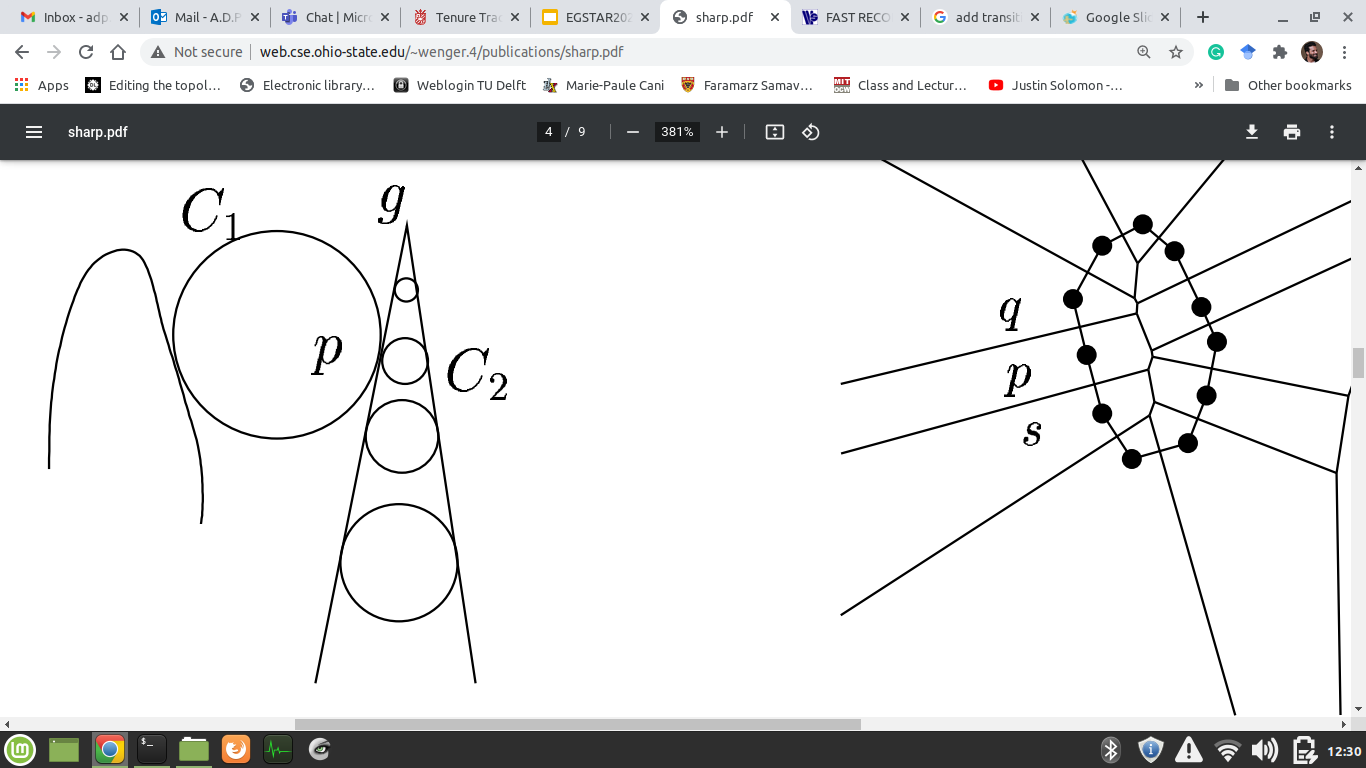 Inbox - adp
Mail - A.D.P
Chat | Micr
Tenure Trac
EGSTAR202
sharp.pdf
FAST RECO
add transit
Google Slid
Not secure
web.cse.ohio-state.edu/~wenger.4/publications/sharp.pdf
Apps
Editing the topol...
Electronic library...
Weblogin TU Delft
Marie-Paule Cani
Faramarz Samav...
Class and Lectur...
Justin Solomon -...
»
Other bookmarks
sharp.pdf
4 / 9
381%
C1
g
p
C2
q
p
s
12:30